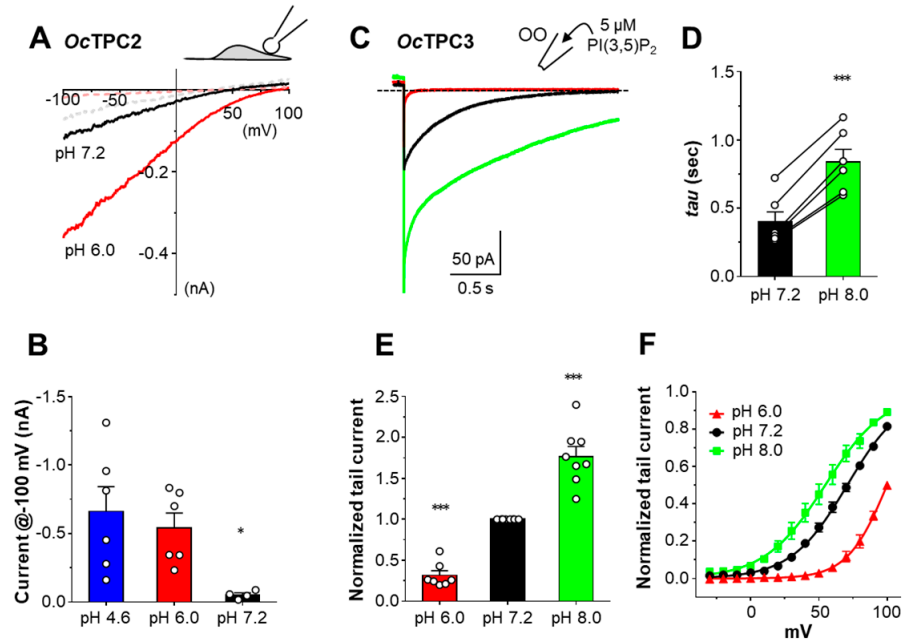 A OcTPC2
-100 -50 50 100
(mV)
pH 7.2
-0.2
pH 6.0
-0.4
(nA)
C OcTPC3
5 µM
PI(3,5)P₂
50 pA
0.5 s
D
***
1.5
1.0
0.5
0.0
tau (sec)
pH 7.2 pH 8.0
B
-1.5
-1.0
-0.5
0.0
Current @-100 mV (nA)
*
pH 4.6 pH 6.0 pH 7.2
E
2.5
2.0
1.5
1.0
0.5
0.0
Normalized tail current
***
***
pH 6.0 pH 7.2 pH 8.0
F
1.0
0.8
0.6
0.4
0.2
0.0
Normalized tail current
pH 6.0
pH 7.2
pH 8.0
0 50 100
mV